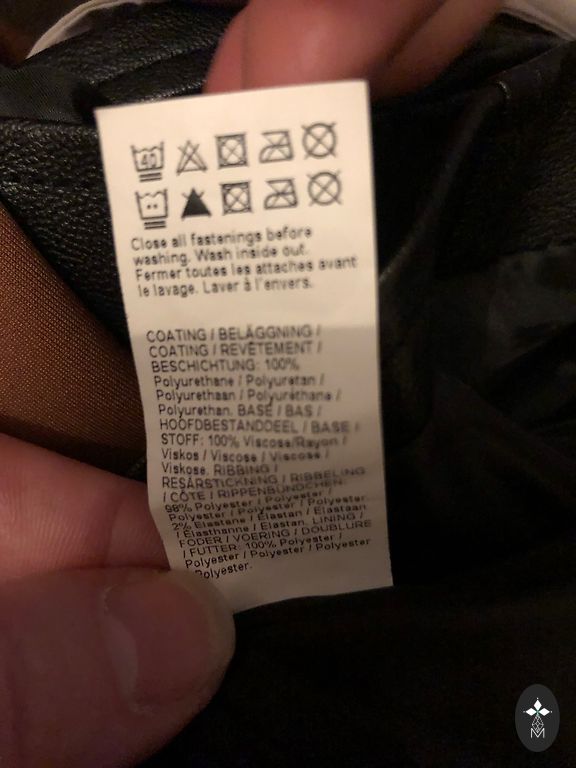 40
Close all fastenings before
washing. Wash inside out.
Fermer toutes les attaches avant
le lavage. Laver à l'envers.
COATING / BELÄGGNING /
COATING / REVÊTEMENT /
BESCHICHTUNG: 100%
Polyurethane / Polyuretan /
Polyurethaan / Polyuréthane /
Polyurethan. BASE / BAS /
HOOFDBESTANDDEEL / BASE /
STOFF: 100% Viscose/Rayon /
Viskos / Viscose / Viscose /
Viskose. RIBBING /
RESÅRSTICKNING / RIBBELING
/ CÔTE / RIPPENBÜNDCHEN:
98% Polyester / Polyester /
Polyester / Polyester / Polyester.
2% Elastane / Elastan / Elastaan
/ Elasthanne / Elastan. LINING /
FODER / VOERING / DOUBLURE
/ FUTTER: 100% Polyester /
Polyester / Polyester / Polyester
/ Polyester.
M